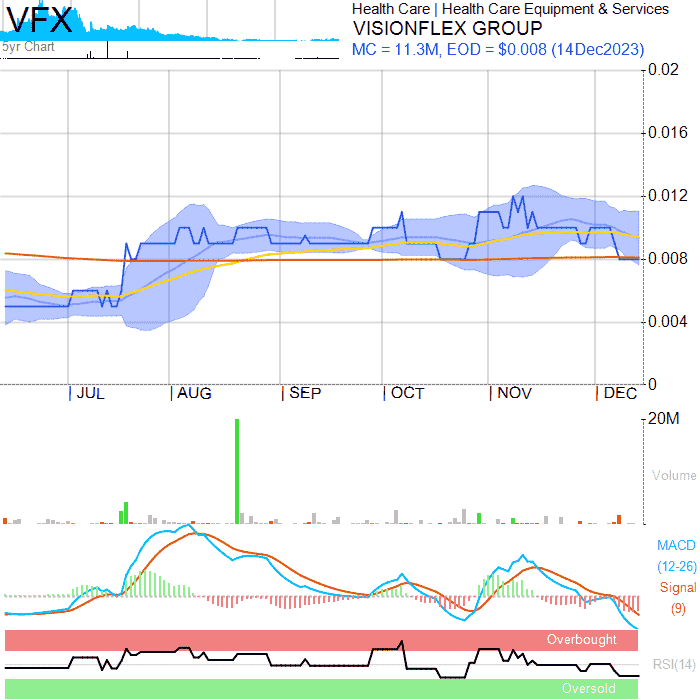 VFX
5yr Chart
Health Care | Health Care Equipment & Services
VISIONFLEX GROUP
MC = 11.3M, EOD = $0.008 (14Dec2023)
0.02
0.016
0.012
0.008
0.004
0
JUL
AUG
SEP
OCT
NOV
DEC
20M
Volume
MACD
(12-26)
Signal
(9)
Overbought
RSI(14)
Oversold